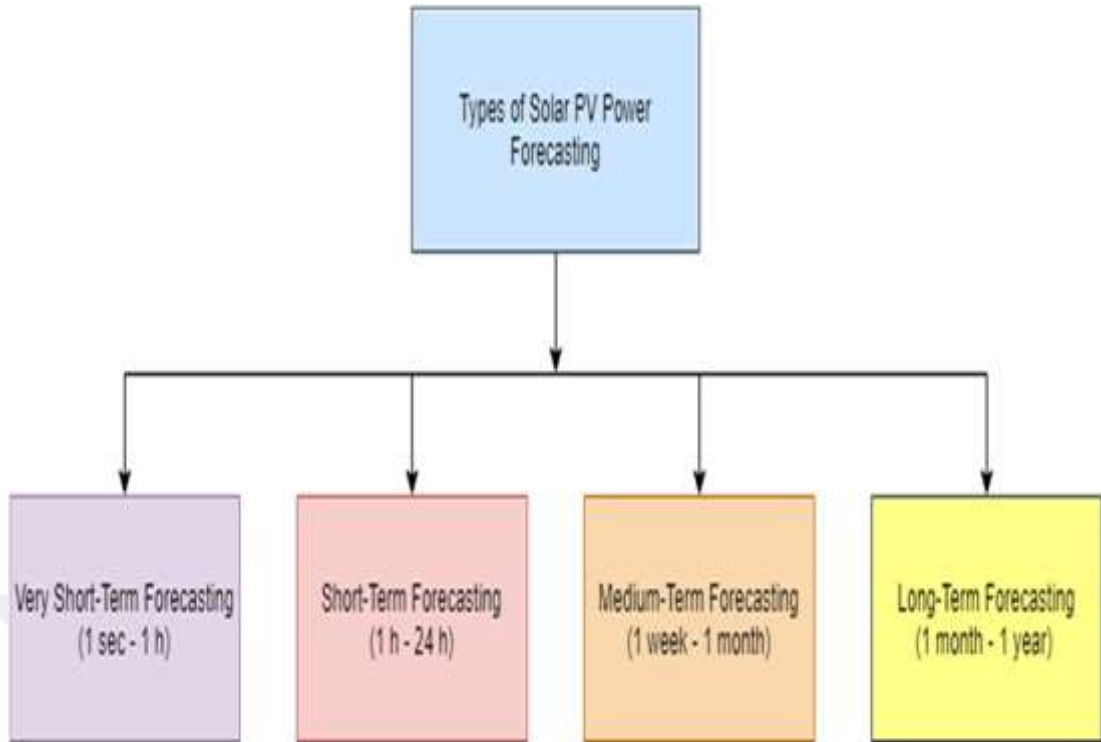 Types of Solar PV Power
Forecasting
Very Short-Term Forecasting
(1 sec - 1 h)
Short-Term Forecasting
(1 h - 24 h)
Medium-Term Forecasting
(1 week - 1 month)
Long-Term Forecasting
(1 month - 1 year)